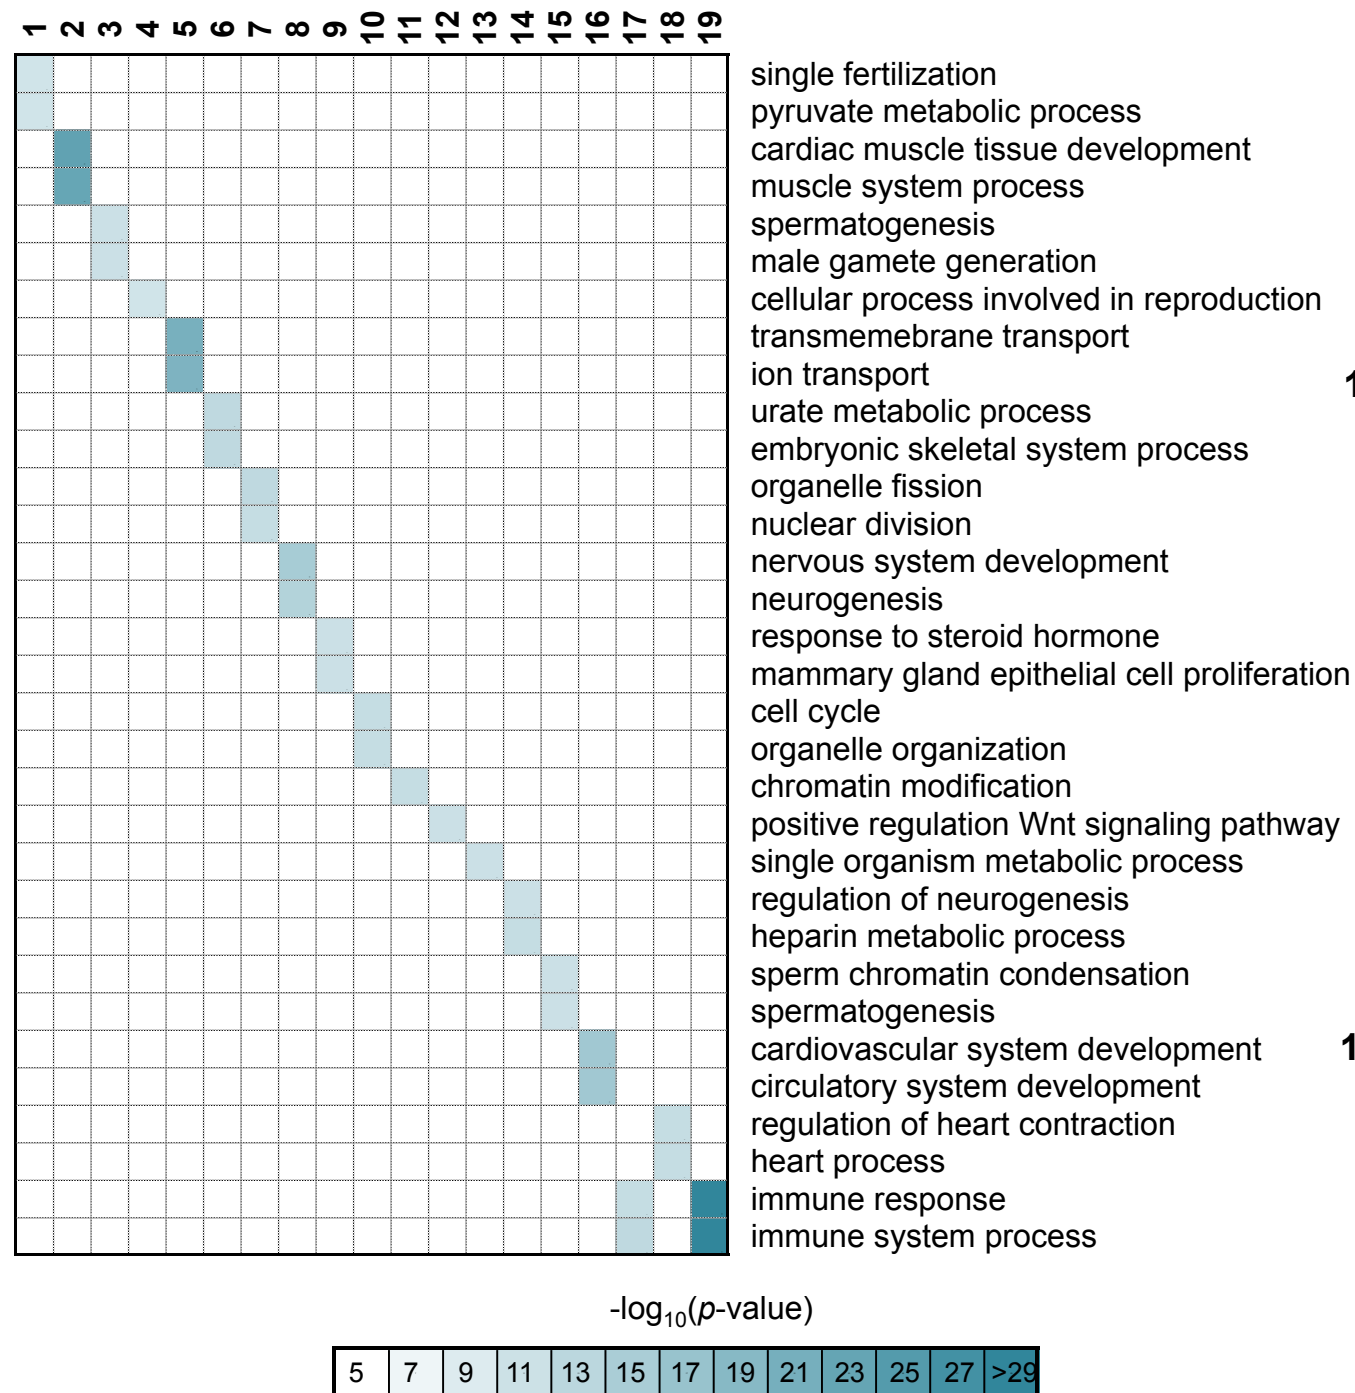 1 2 3 4 5 6 7 8 9 10 11 12 13 14 15 16 17 18 19
single fertilization
pyruvate metabolic process
cardiac muscle tissue development
muscle system process
spermatogenesis
male gamete generation
cellular process involved in reproduction
transmemebrane transport
ion transport
1
urate metabolic process
embryonic skeletal system process
organelle fission
nuclear division
nervous system development
neurogenesis
response to steroid hormone
mammary gland epithelial cell proliferation
cell cycle
organelle organization
chromatin modification
positive regulation Wnt signaling pathway
single organism metabolic process
regulation of neurogenesis
heparin metabolic process
sperm chromatin condensation
spermatogenesis
cardiovascular system development 1
circulatory system development
regulation of heart contraction
heart process
immune response
immune system process
-log10(p-value)
5 7 9 11 13 15 17 19 21 23 25 27 >29